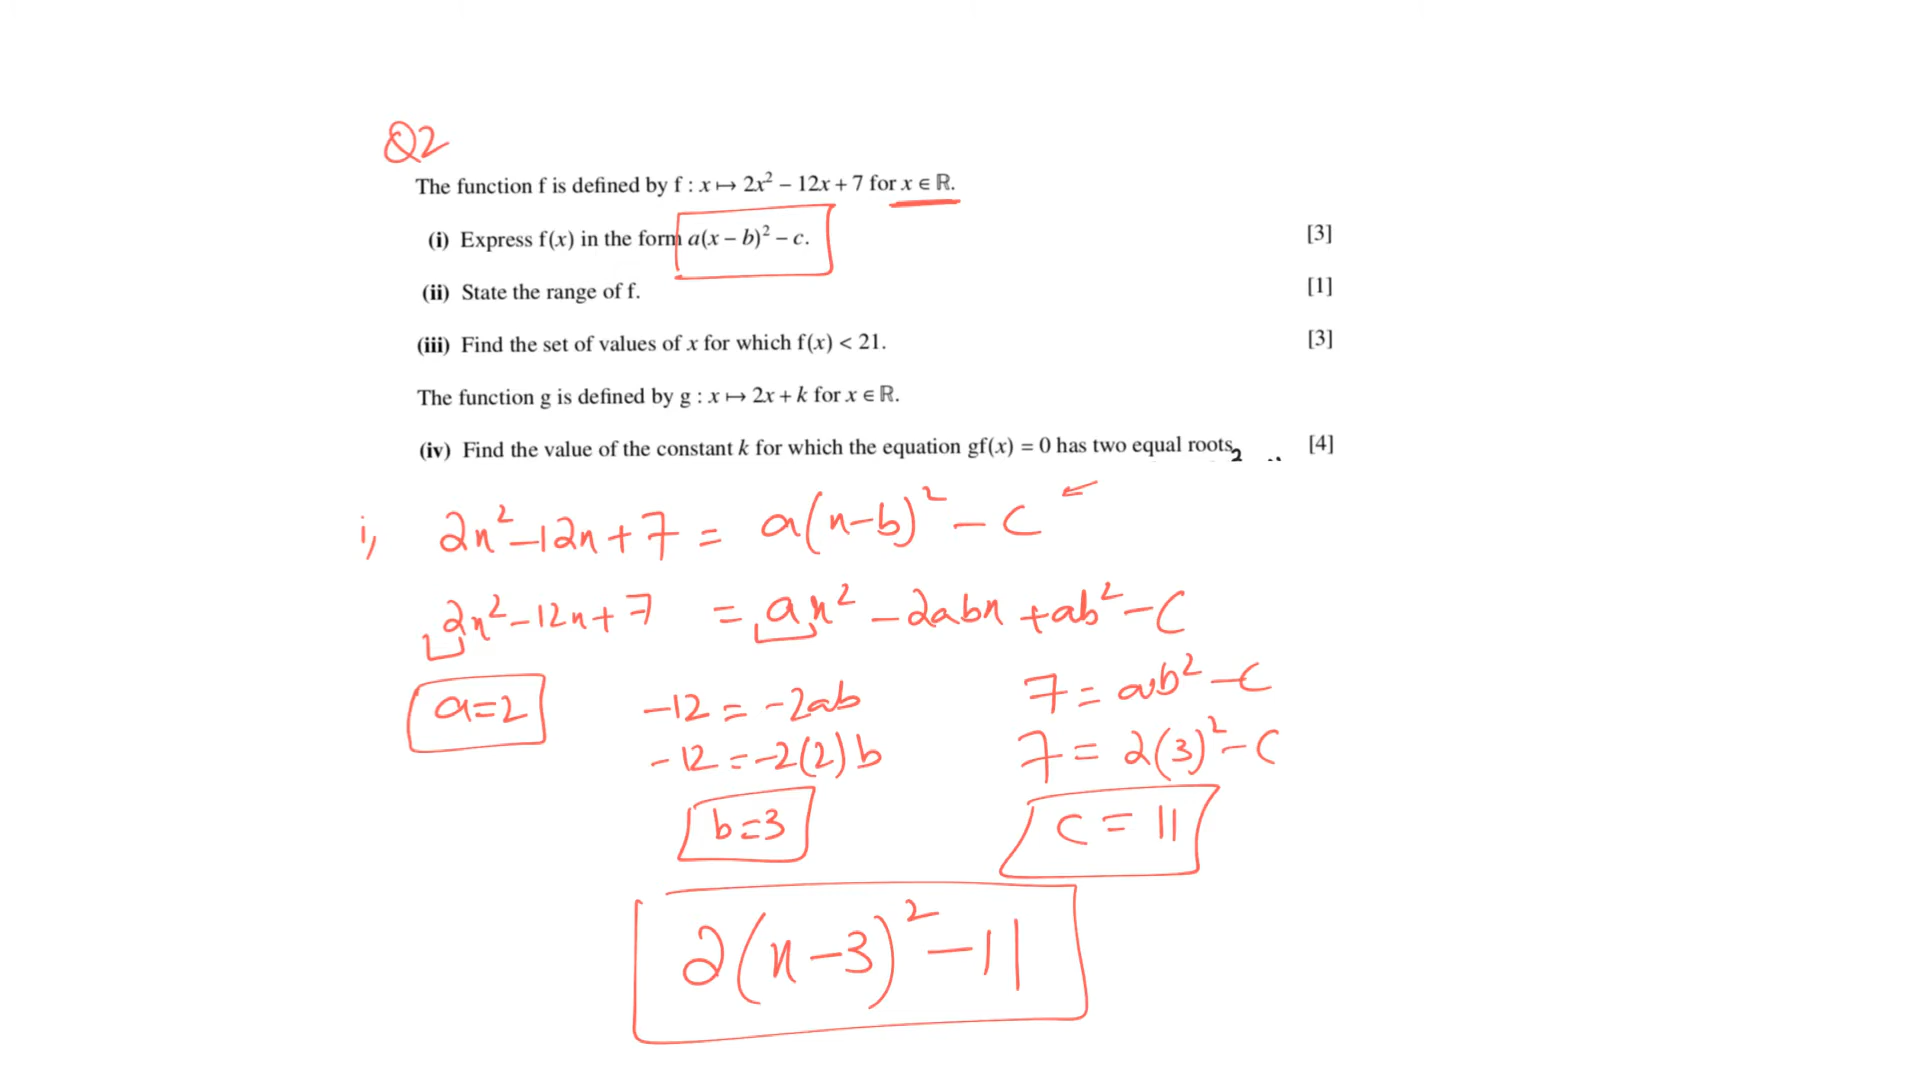 Q2
The function f is defined by f : x ↦ 2x² − 12x + 7 for x ∈ ℝ.
(i) Express f(x) in the form a(x − b)² − c. [3]
(ii) State the range of f. [1]
(iii) Find the set of values of x for which f(x) < 21. [3]
The function g is defined by g : x ↦ 2x + k for x ∈ ℝ.
(iv) Find the value of the constant k for which the equation gf(x) = 0 has two equal roots. [4]
i, 2n² − 12n + 7 = a(n − b)² − c
2n² − 12n + 7 = an² − 2abn + ab² − c
a=2
-12 = -2ab
-12 = -2(2)b
b=3
7 = ab² − c
7 = 2(3)² − c
c = 11
2(n − 3)² − 11